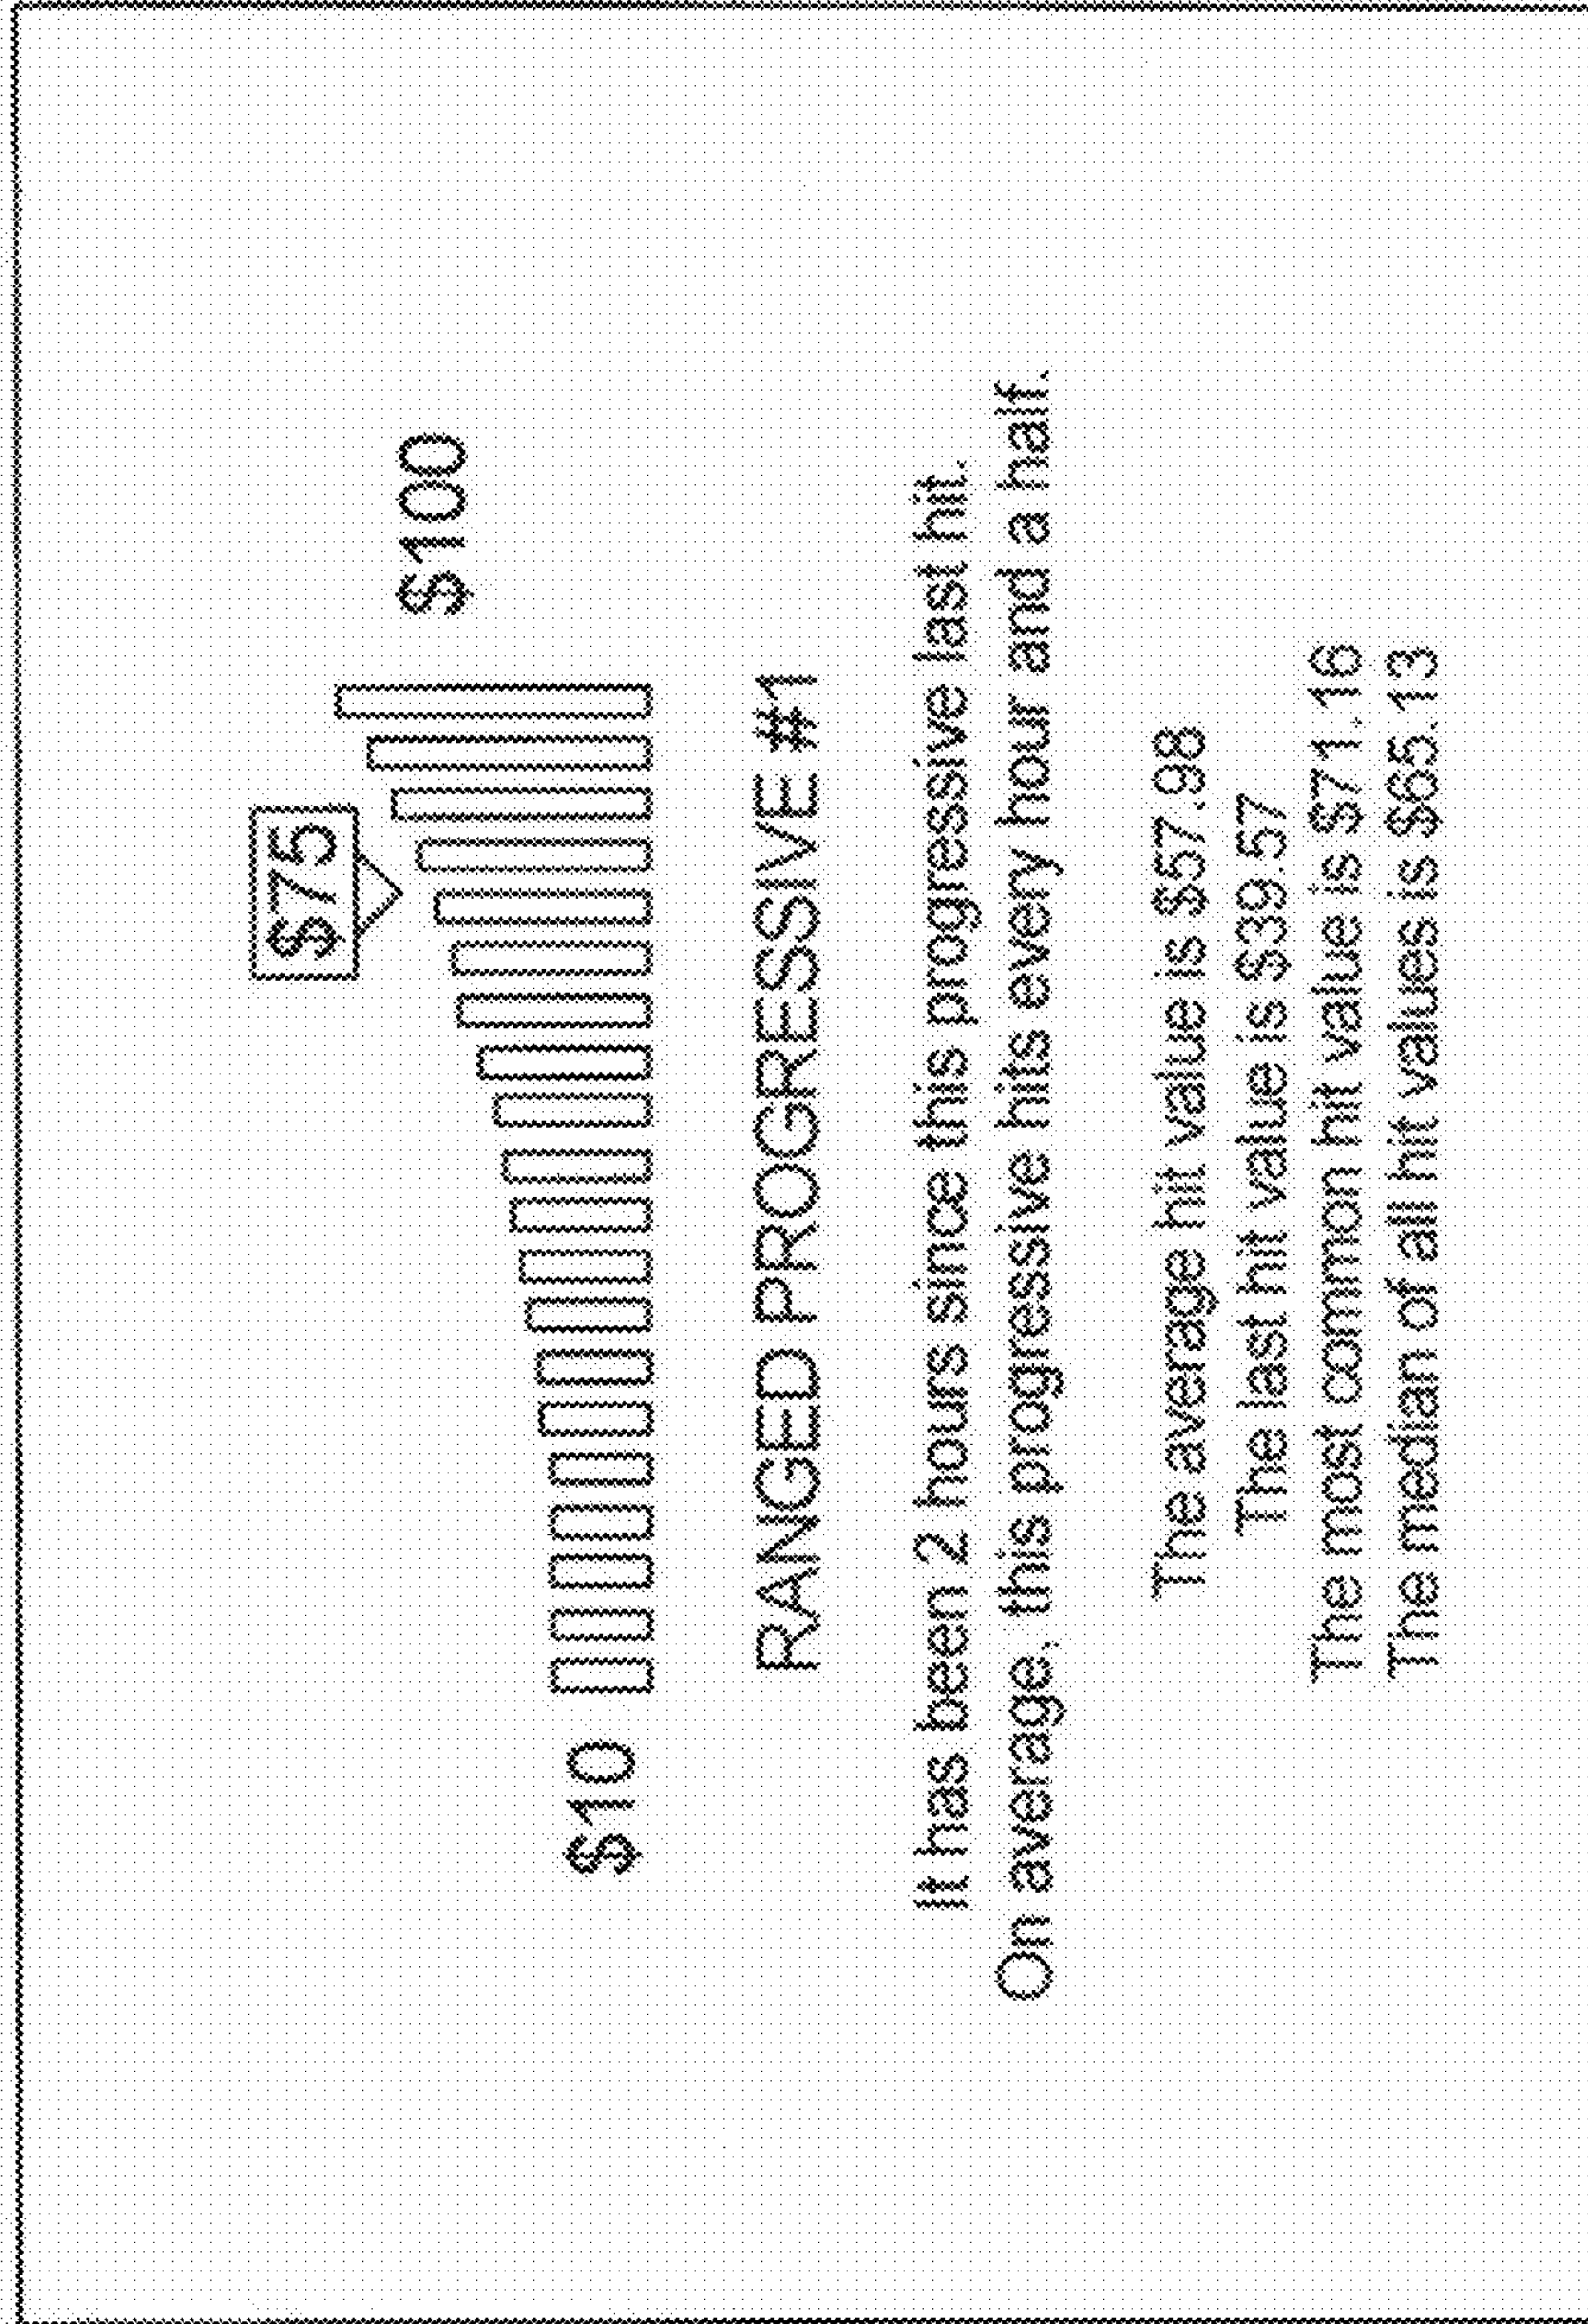 $75
$10
$100
RANGED PROGRESSIVE #1
It has been 2 hours since this progressive last hit.
On average, this progressive hits every hour and a half.
The average hit value is $57.98
The last hit value is $39.57
The most common hit value is $71.16
The median of all hit values is $65.13